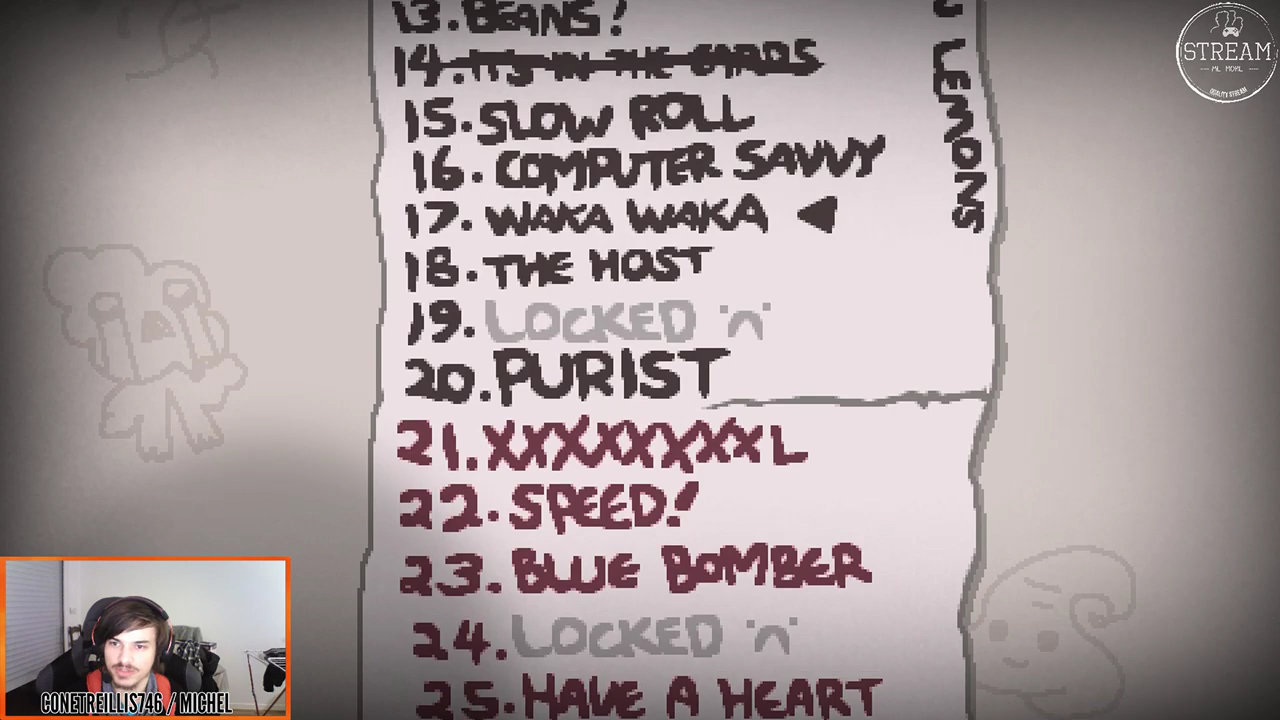 13. BEANS!
14. IT'S IN THE CARDS
15. SLOW ROLL
16. COMPUTER SAVVY
17. WAKA WAKA
18. THE HOST
19. LOCKED
20. PURIST
21. XXXXXXXXL
22. SPEED!
23. BLUE BOMBER
24. LOCKED
25. HAVE A HEART
LEMONS
STREAM
QUALITY STREAM
CONETREILLIS746 / MICHEL